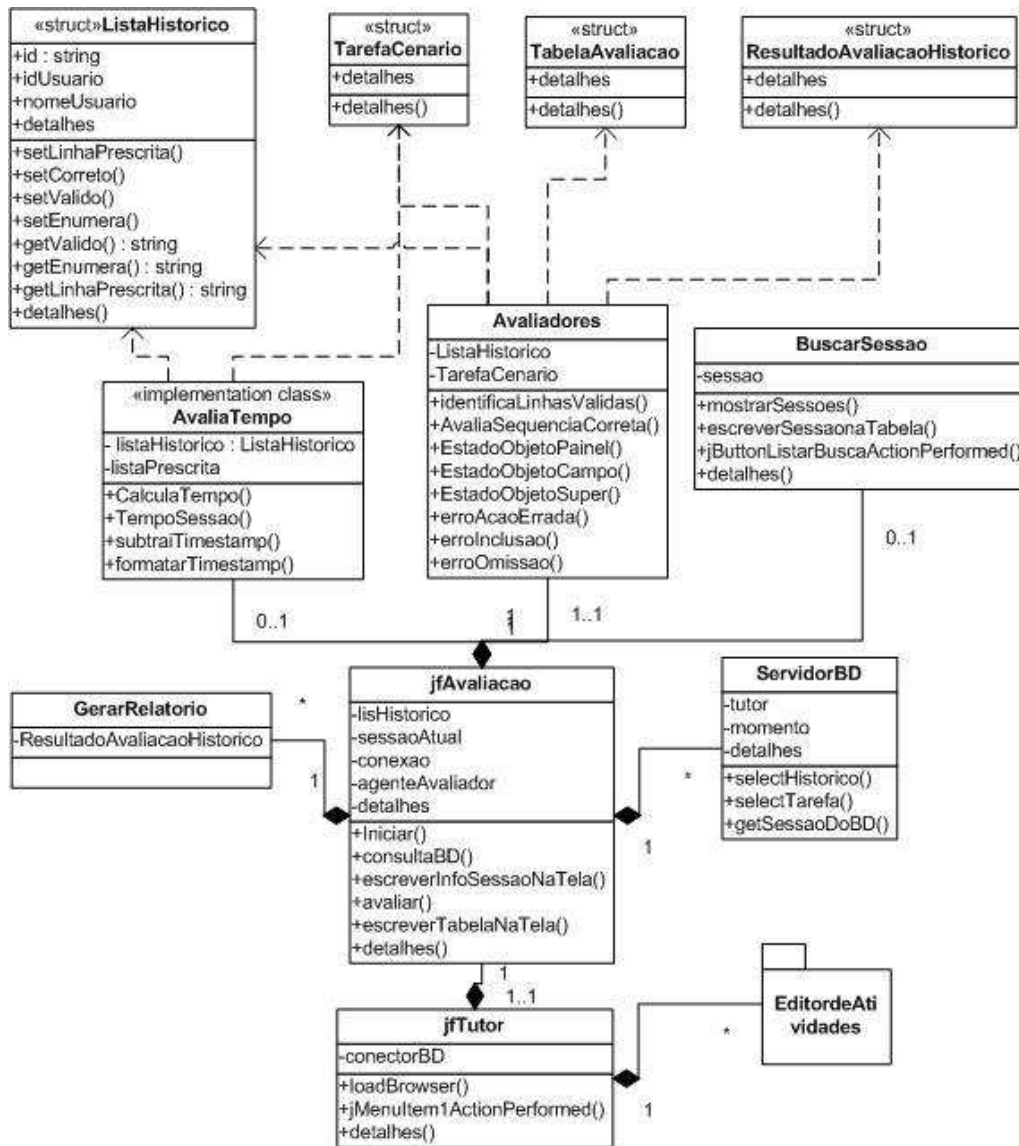 «struct»ListaHistorico
+id : string
+idUsuario
+nomeUsuario
+detalhes
+setLinhaPrescrita()
+setCorreto()
+setValido()
+setEnumera()
+getValido() : string
+getEnumera() : string
+getLinhaPrescrita() : string
+detalhes()
«struct»
TarefaCenario
+detalhes
+detalhes()
«struct»
TabelaAvaliacao
+detalhes
+detalhes()
«struct»
ResultadoAvaliacaoHistorico
+detalhes
+detalhes()
«implementation class»
AvaliaTempo
- listaHistorico : ListaHistorico
-listaPrescrita
+CalculaTempo()
+TempoSessao()
+subtraiTimestamp()
+formatarTimestamp()
Avaliadores
-ListaHistorico
-TarefaCenario
+identificaLinhasValidas()
+AvaliaSequenciaCorreta()
+EstadoObjetoPainel()
+EstadoObjetoCampo()
+EstadoObjetoSuper()
+erroAcaoErrada()
+erroInclusao()
+erroOmissao()
BuscarSessao
-sessao
+mostrarSessoes()
+escreverSessaonaTabela()
+jButtonListarBuscaActionPerformed()
+detalhes()
0..1
1
1..1
0..1
GerarRelatorio
-ResultadoAvaliacaoHistorico
*
1
jfAvaliacao
-lisHistorico
-sessaoAtual
-conexao
-agenteAvaliador
-detalhes
+Iniciar()
+consultaBD()
+escreverInfoSessaoNaTela()
+avaliar()
+escreverTabelaNaTela()
+detalhes()
ServidorBD
-tutor
-momento
-detalhes
+selectHistorico()
+selectTarefa()
+getSessaoDoBD()
*
1
1
1..1
jfTutor
-conectorBD
+loadBrowser()
+jMenuItem1ActionPerformed()
+detalhes()
EditordeAti
vidades
*
1